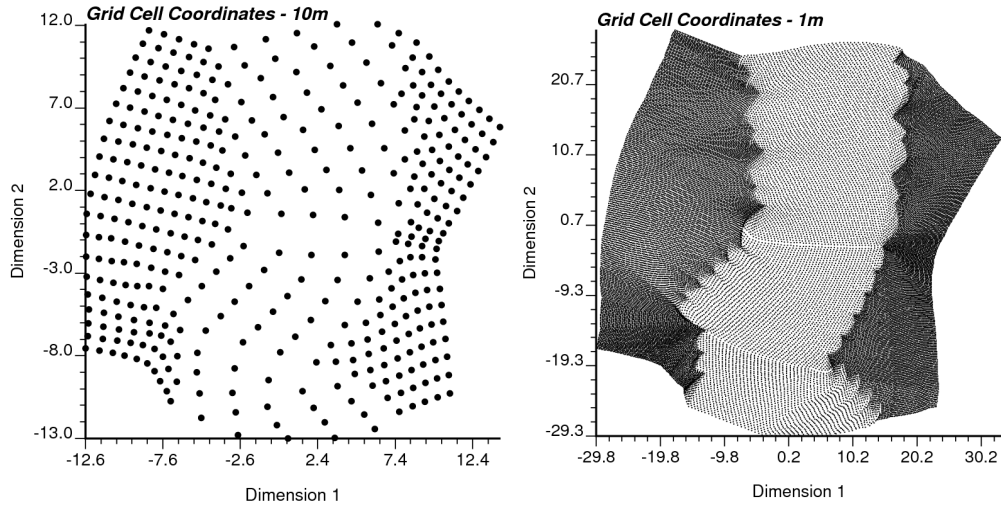 Grid Cell Coordinates - 10m
12.0
7.0
2.0
-3.0
-8.0
-13.0
Dimension 2
-12.6 -7.6 -2.6 2.4 7.4 12.4
Dimension 1
Grid Cell Coordinates - 1m
20.7
10.7
0.7
-9.3
-19.3
-29.3
Dimension 2
-29.8 -19.8 -9.8 0.2 10.2 20.2 30.2
Dimension 1